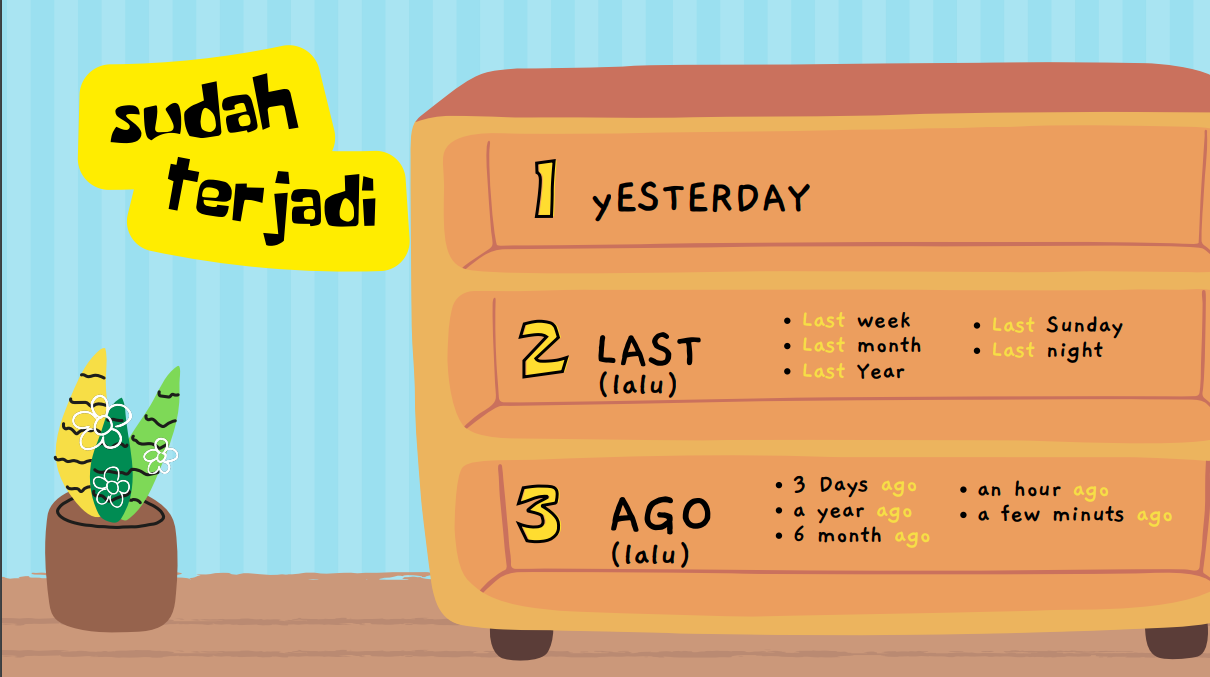 sudah
terjadi
1 yESTERDAY
2 LAST
(lalu)
• Last week
• Last month
• Last Year
• Last Sunday
• Last night
3 AGO
(lalu)
• 3 Days ago
• a year ago
• 6 month ago
• an hour ago
• a few minuts ago